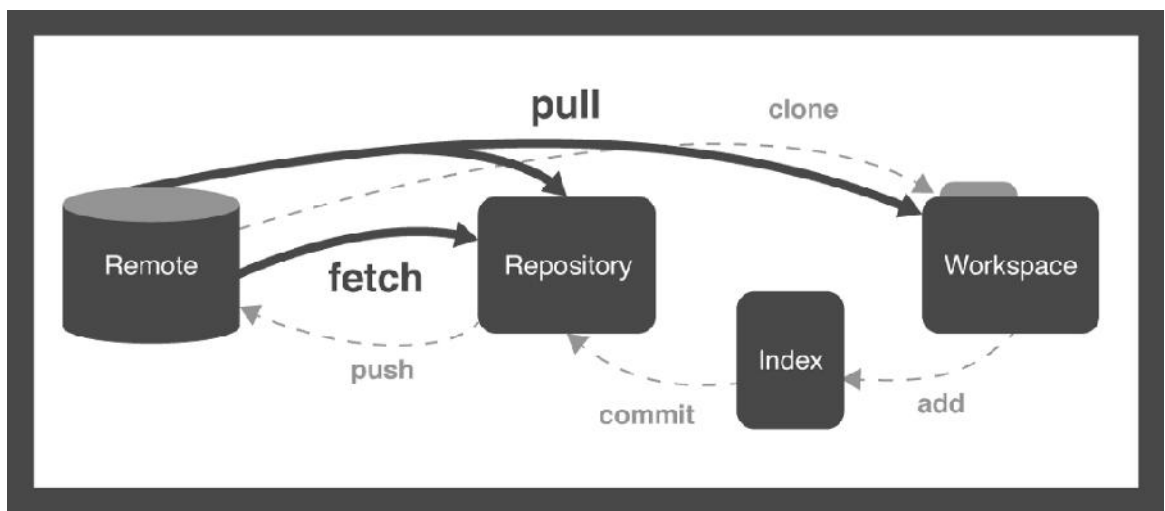 pull
clone
Remote
fetch
Repository
Workspace
push
Index
commit
add